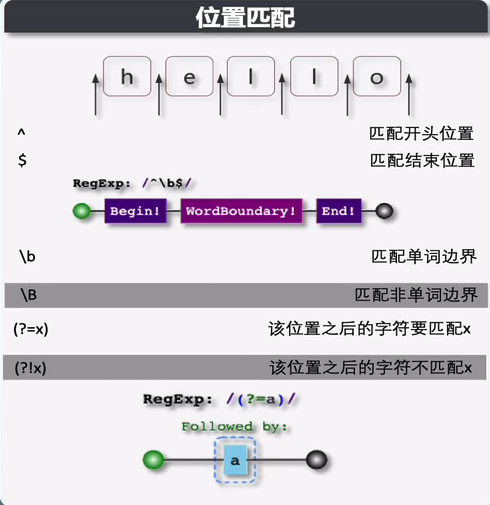 位置匹配
h e l l o
^ 匹配开头位置
$ 匹配结束位置
RegExp: /^\b$/
Begin! WordBoundary! End!
\b 匹配单词边界
\B 匹配非单词边界
(?=x) 该位置之后的字符要匹配x
(?!x) 该位置之后的字符不匹配x
RegExp: /(?=a)/
Followed by:
a